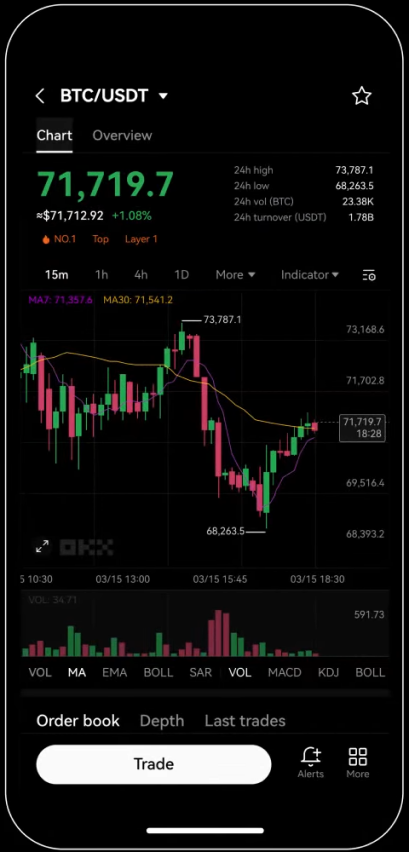 BTC/USDT
Chart Overview
71,719.7
≈$71,712.92 +1.08%
24h high 73,787.1
24h low 68,263.5
24h vol (BTC) 23.38K
24h turnover (USDT) 1.78B
NO.1 Top Layer 1
15m 1h 4h 1D More Indicator
MA7: 71,357.6 MA30: 71,541.2
73,787.1
73,168.6
71,702.8
71,719.7
18:28
69,516.4
68,263.5
68,393.2
OKX
5 10:30 03/15 13:00 03/15 15:45 03/15 18:30
VOL: 34.71
591.73
VOL MA EMA BOLL SAR VOL MACD KDJ BOLL
Order book Depth Last trades
Trade
Alerts
More